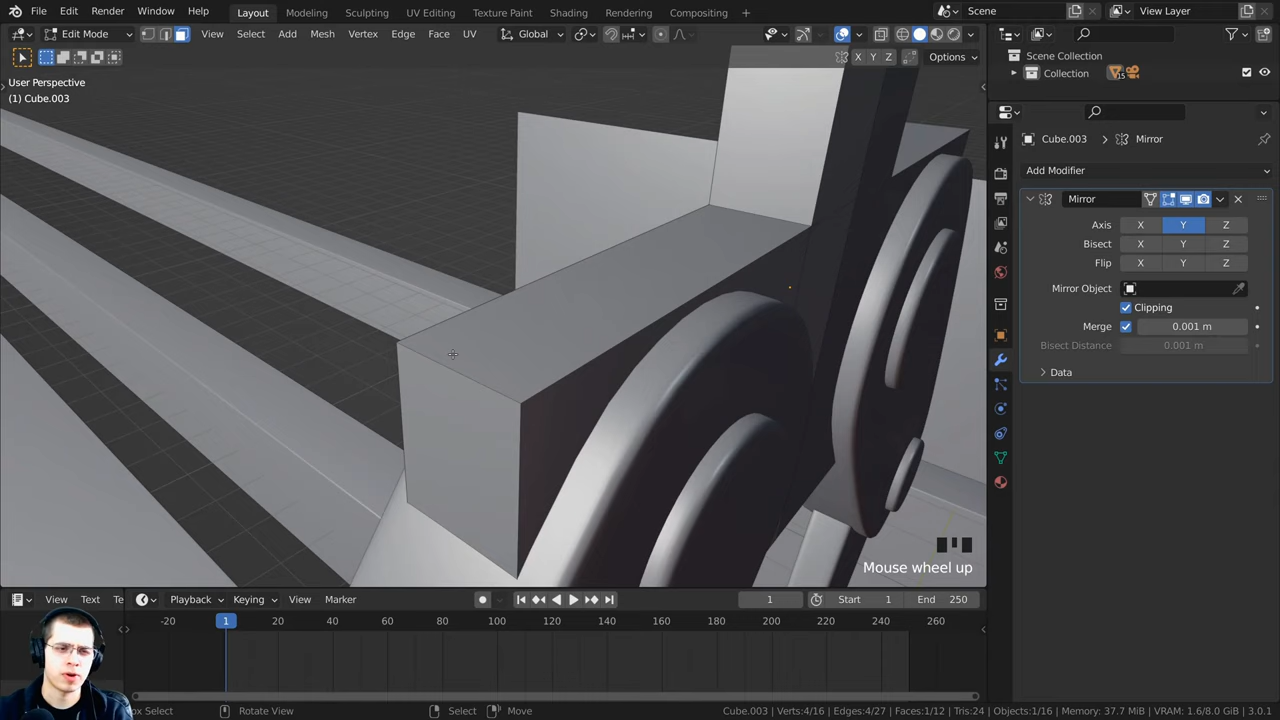 File Edit Render Window Help Layout Modeling Sculpting UV Editing Texture Paint Shading Rendering Compositing + Scene View Layer
Edit Mode View Select Add Mesh Vertex Edge Face UV Global
X Y Z Options
User Perspective
(1) Cube.003
Scene Collection
Collection 15
Cube.003 > Mirror
Add Modifier
Mirror
Axis X Y Z
Bisect X Y Z
Flip X Y Z
Mirror Object
Clipping
Merge 0.001 m
Bisect Distance 0.001 m
Data
Mouse wheel up
View Text Te Playback Keying View Marker 1 Start 1 End 250
-20 1 20 40 60 80 100 120 140 160 180 200 220 240 260
ox Select Rotate View Select Move Cube.003 | Verts:4/16 | Edges:4/27 | Faces:1/12 | Tris:24 | Objects:1/16 | Memory: 37.7 MiB | VRAM: 1.6/8.0 GiB | 3.0.1